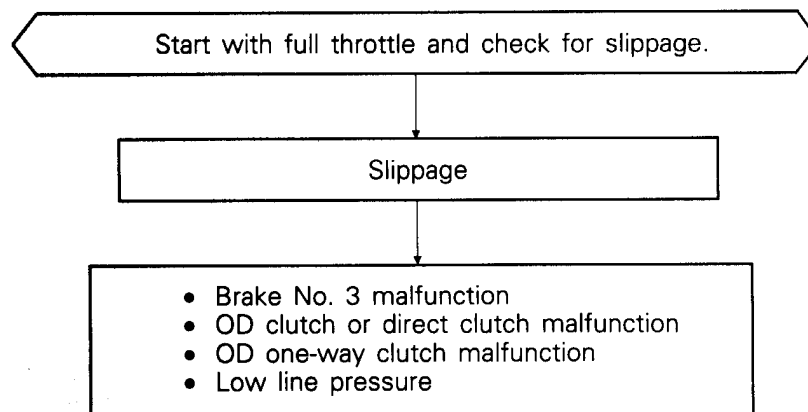 Start with full throttle and check for slippage.
Slippage
• Brake No. 3 malfunction
• OD clutch or direct clutch malfunction
• OD one-way clutch malfunction
• Low line pressure